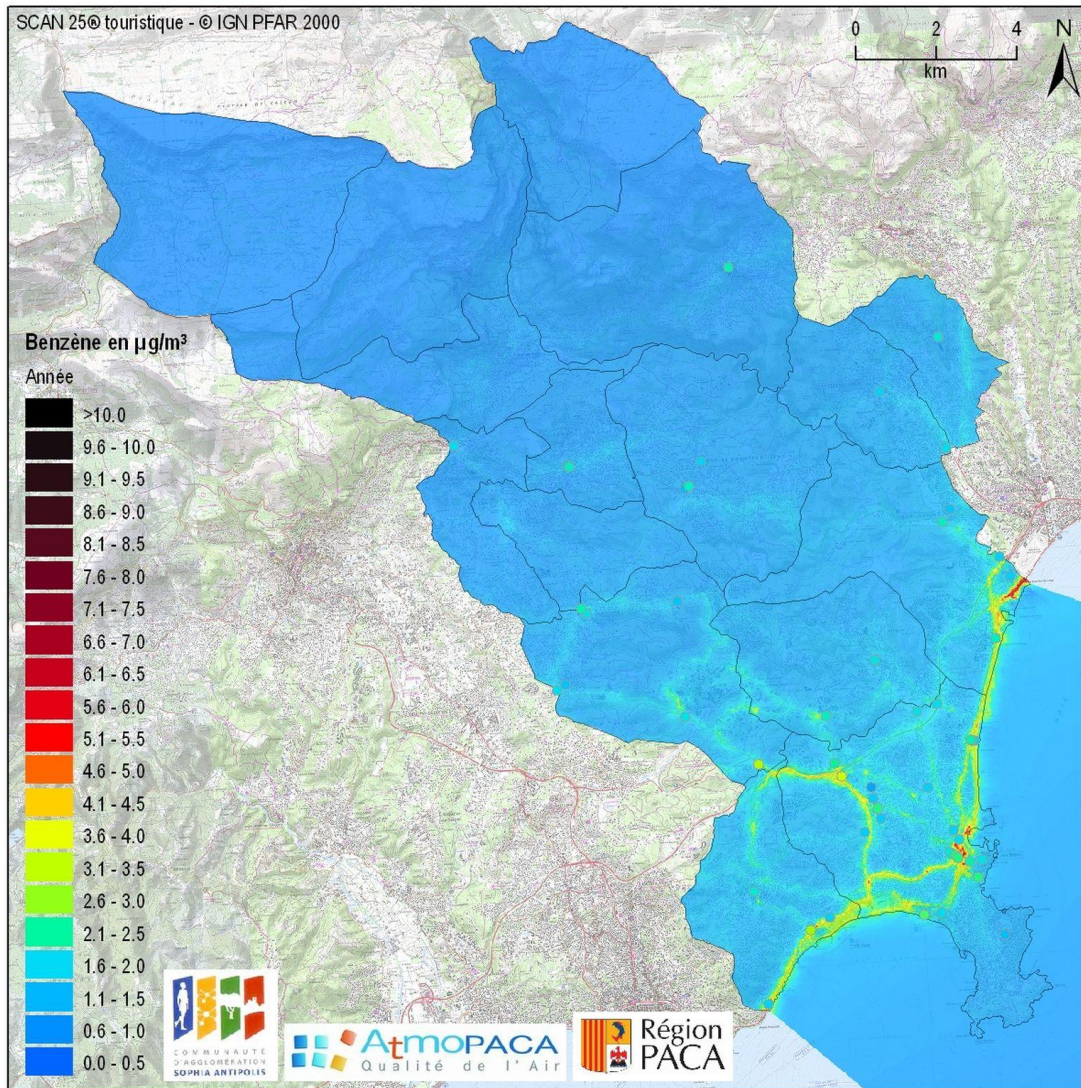 SCAN 25® touristique - © IGN PFAR 2000
0 2 4
km
N
Benzène en µg/m³
Année
>10.0
9.6 - 10.0
9.1 - 9.5
8.6 - 9.0
8.1 - 8.5
7.6 - 8.0
7.1 - 7.5
6.6 - 7.0
6.1 - 6.5
5.6 - 6.0
5.1 - 5.5
4.6 - 5.0
4.1 - 4.5
3.6 - 4.0
3.1 - 3.5
2.6 - 3.0
2.1 - 2.5
1.6 - 2.0
1.1 - 1.5
0.6 - 1.0
0.0 - 0.5
COMMUNAUTÉ
D'AGGLOMÉRATION
SOPHIA ANTIPOLIS
AtmoPACA
Qualité de l'Air
Région
PACA